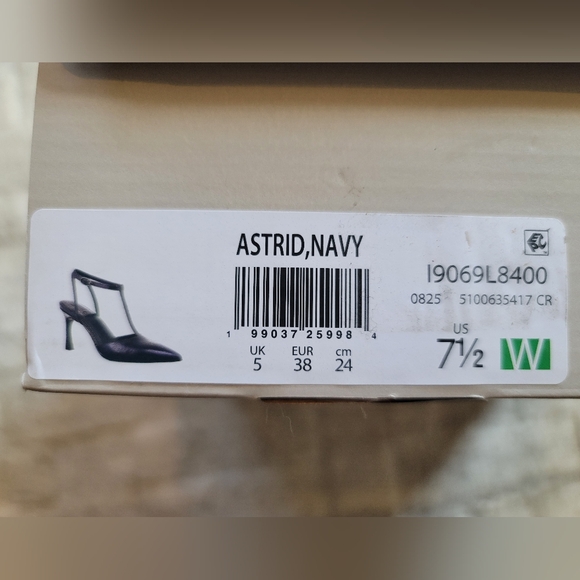 ASTRID,NAVY
I9069L8400
0825 5100635417 CR
1 99037 25998 4
UK EUR cm
5 38 24
US
7½ W